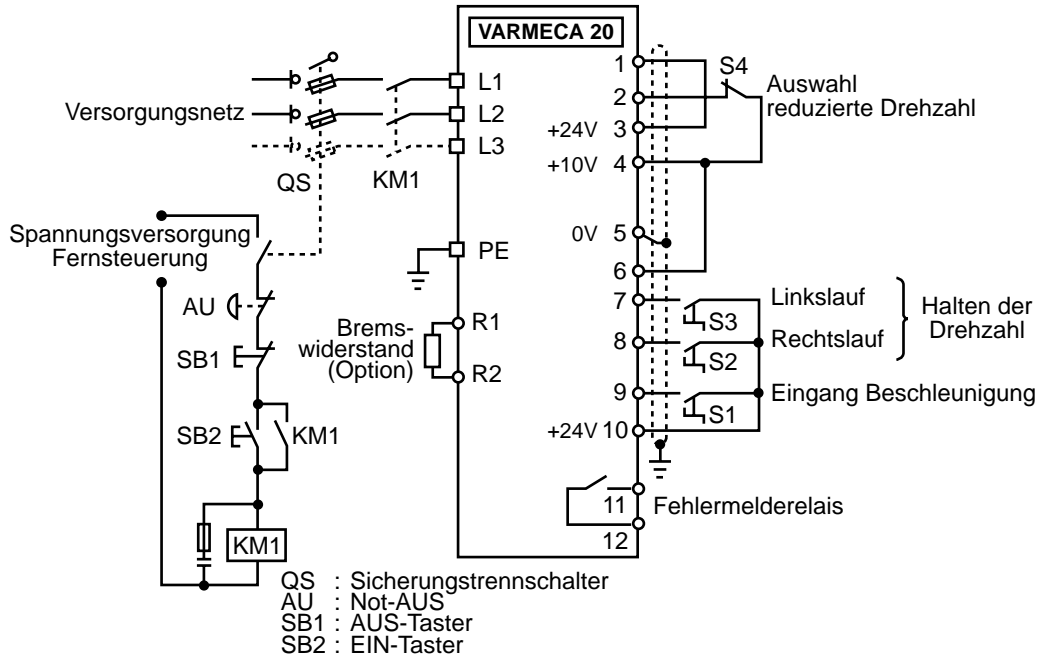 VARMECA 20
L1
L2
L3
PE
R1
R2
Versorgungsnetz
QS
KM1
Spannungsversorgung
Fernsteuerung
AU
SB1
SB2
KM1
KM1
Brems-
widerstand
(Option)
1
2
+24V 3
+10V 4
0V 5
6
7
8
9
+24V 10
11
12
S4
Auswahl
reduzierte Drehzahl
Linkslauf
S3
Rechtslauf
S2
Halten der
Drehzahl
Eingang Beschleunigung
S1
Fehlermelderelais
QS : Sicherungstrennschalter
AU : Not-AUS
SB1 : AUS-Taster
SB2 : EIN-Taster